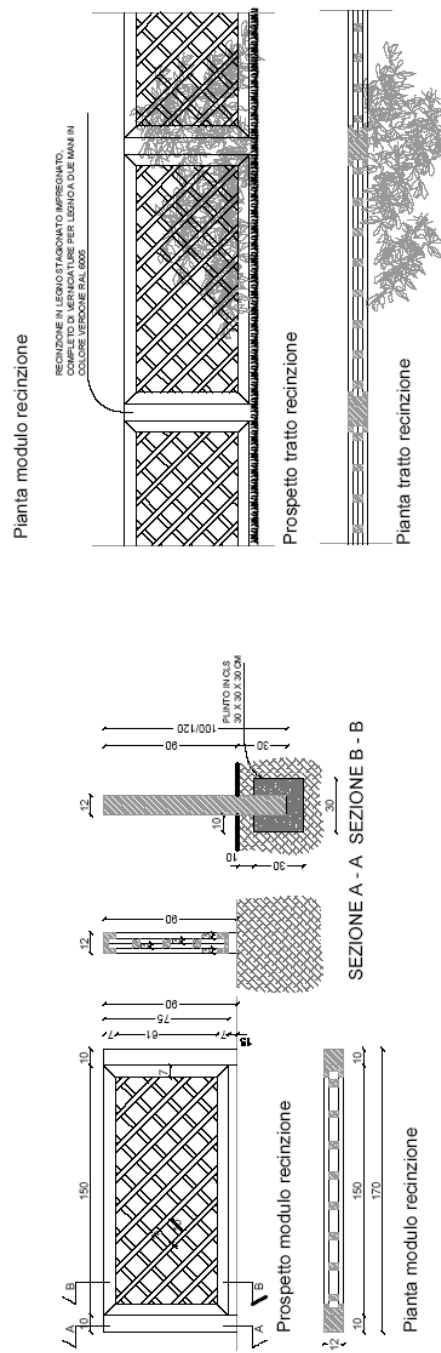 Pianta modulo recinzione
RECINZIONE IN LEGNO STAGIONATO IMPREGNATO,
COMPLETO DI VERNICIATURE PER LEGNO A DUE MANI IN
COLORE VERDONE RAL 6005
Prospetto tratto recinzione
Pianta tratto recinzione
10
150
10
7
7
61
7
15
75
90
A
B
A
B
Prospetto modulo recinzione
12
10
150
10
170
Pianta modulo recinzione
12
90
SEZIONE A - A
12
90
100/120
30
10
10
30
30
PLINTO IN CLS
30 X 30 X 30 CM
SEZIONE B - B